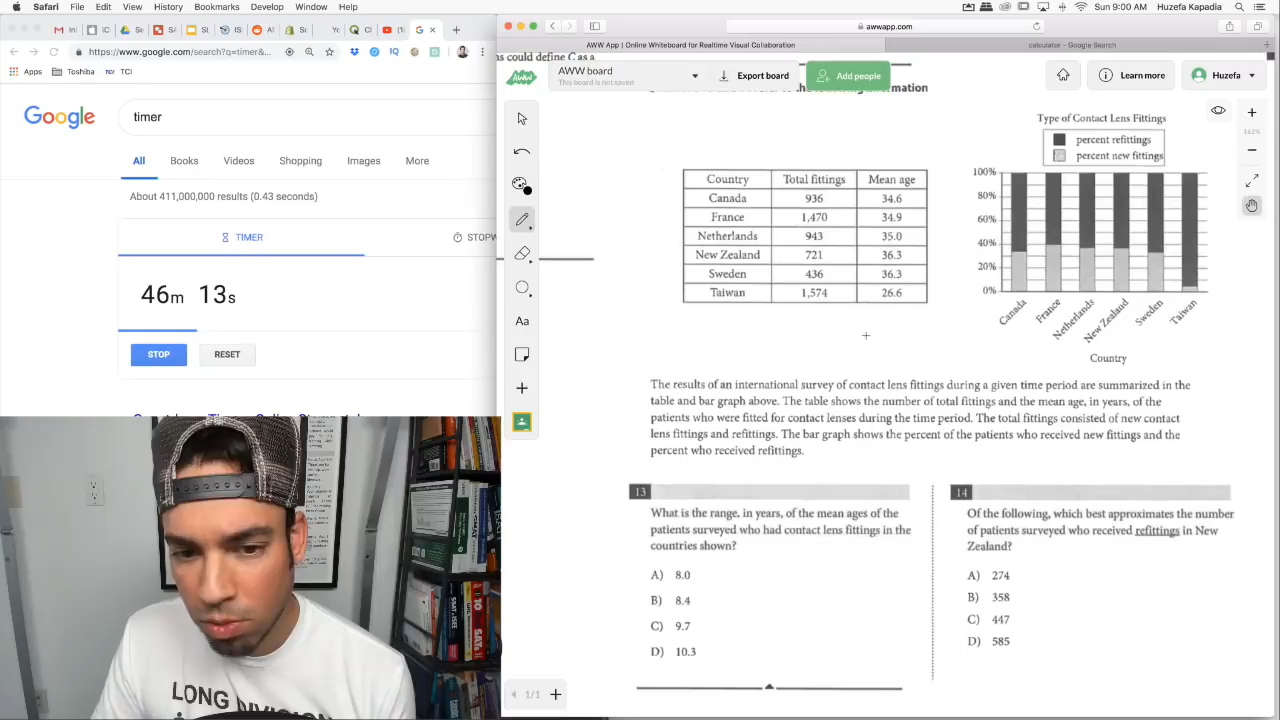 Safari File Edit View History Bookmarks Develop Window Help
Sun 9:00 AM Huzefa Kapadia
https://www.google.com/search?q=timer&...
Apps Toshiba TCI TCI
Google
timer
All Books Videos Shopping Images More
About 411,000,000 results (0.43 seconds)
TIMER
STOPW
46m 13s
STOP RESET
awwapp.com
AWW App | Online Whiteboard for Realtime Visual Collaboration
calculator - Google Search
ns could define C as a
AWW
AWW board
This board is not saved
Export board
Add people
Learn more
Huzefa
162%
Aa
1/1
Type of Contact Lens Fittings
percent refittings
percent new fittings
100%
80%
60%
40%
20%
0%
Canada
France
Netherlands
New Zealand
Sweden
Taiwan
Country
Country Total fittings Mean age
Canada 936 34.6
France 1,470 34.9
Netherlands 943 35.0
New Zealand 721 36.3
Sweden 436 36.3
Taiwan 1,574 26.6
The results of an international survey of contact lens fittings during a given time period are summarized in the
table and bar graph above. The table shows the number of total fittings and the mean age, in years, of the
patients who were fitted for contact lenses during the time period. The total fittings consisted of new contact
lens fittings and refittings. The bar graph shows the percent of the patients who received new fittings and the
percent who received refittings.
13
What is the range, in years, of the mean ages of the
patients surveyed who had contact lens fittings in the
countries shown?
A) 8.0
B) 8.4
C) 9.7
D) 10.3
14
Of the following, which best approximates the number
of patients surveyed who received refittings in New
Zealand?
A) 274
B) 358
C) 447
D) 585
LONG DIVISION